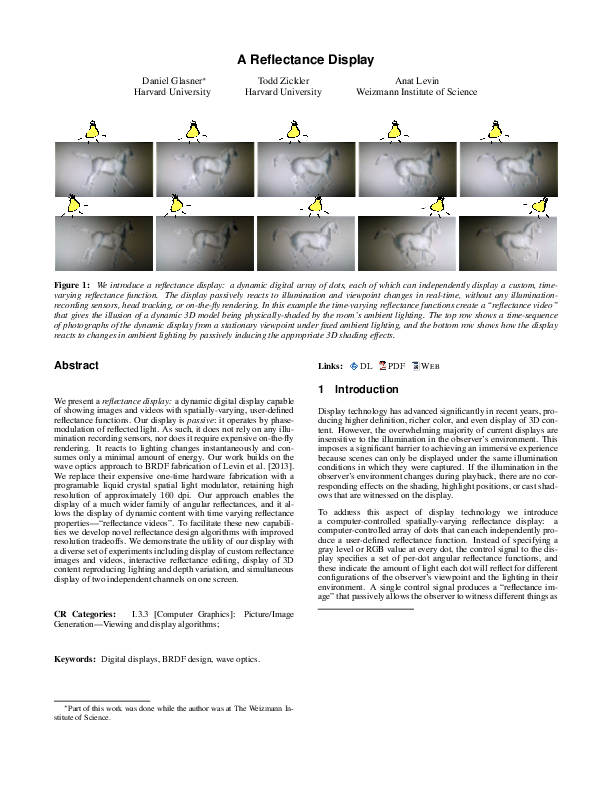 A Reflectance Display
Daniel Glasner∗
Harvard University
Todd Zickler
Harvard University
Anat Levin
Weizmann Institute of Science
Figure 1: We introduce a reflectance display: a dynamic digital array of dots, each of which can independently display a custom, time-
varying reflectance function. The display passively reacts to illumination and viewpoint changes in real-time, without any illumination-
recording sensors, head tracking, or on-the-fly rendering. In this example the time-varying reflectance functions create a “reflectance video”
that gives the illusion of a dynamic 3D model being physically-shaded by the room’s ambient lighting. The top row shows a time-sequence
of photographs of the dynamic display from a stationary viewpoint under fixed ambient lighting, and the bottom row shows how the display
reacts to changes in ambient lighting by passively inducing the appropriate 3D shading effects.
Abstract
We present a reflectance display: a dynamic digital display capable
of showing images and videos with spatially-varying, user-defined
reflectance functions. Our display is passive: it operates by phase-
modulation of reflected light. As such, it does not rely on any illu-
mination recording sensors, nor does it require expensive on-the-fly
rendering. It reacts to lighting changes instantaneously and con-
sumes only a minimal amount of energy. Our work builds on the
wave optics approach to BRDF fabrication of Levin et al. [2013].
We replace their expensive one-time hardware fabrication with a
programable liquid crystal spatial light modulator, retaining high
resolution of approximately 160 dpi. Our approach enables the
display of a much wider family of angular reflectances, and it al-
lows the display of dynamic content with time varying reflectance
properties—“reflectance videos”. To facilitate these new capabili-
ties we develop novel reflectance design algorithms with improved
resolution tradeoffs. We demonstrate the utility of our display with
a diverse set of experiments including display of custom reflectance
images and videos, interactive reflectance editing, display of 3D
content reproducing lighting and depth variation, and simultaneous
display of two independent channels on one screen.
CR Categories: I.3.3 [Computer Graphics]: Picture/Image
Generation—Viewing and display algorithms;
Keywords: Digital displays, BRDF design, wave optics.
∗Part of this work was done while the author was at The Weizmann In-
stitute of Science.
Links: DL PDF WEB
1 Introduction
Display technology has advanced significantly in recent years, pro-
ducing higher definition, richer color, and even display of 3D con-
tent. However, the overwhelming majority of current displays are
insensitive to the illumination in the observer’s environment. This
imposes a significant barrier to achieving an immersive experience
because scenes can only be displayed under the same illumination
conditions in which they were captured. If the illumination in the
observer’s environment changes during playback, there are no cor-
responding effects on the shading, highlight positions, or cast shad-
ows that are witnessed on the display.
To address this aspect of display technology we introduce
a computer-controlled spatially-varying reflectance display: a
computer-controlled array of dots that can each independently pro-
duce a user-defined reflectance function. Instead of specifying a
gray level or RGB value at every dot, the control signal to the dis-
play specifies a set of per-dot angular reflectance functions, and
these indicate the amount of light each dot will reflect for different
configurations of the observer’s viewpoint and the lighting in their
environment. A single control signal produces a “reflectance im-
age” that passively allows the observer to witness different things as